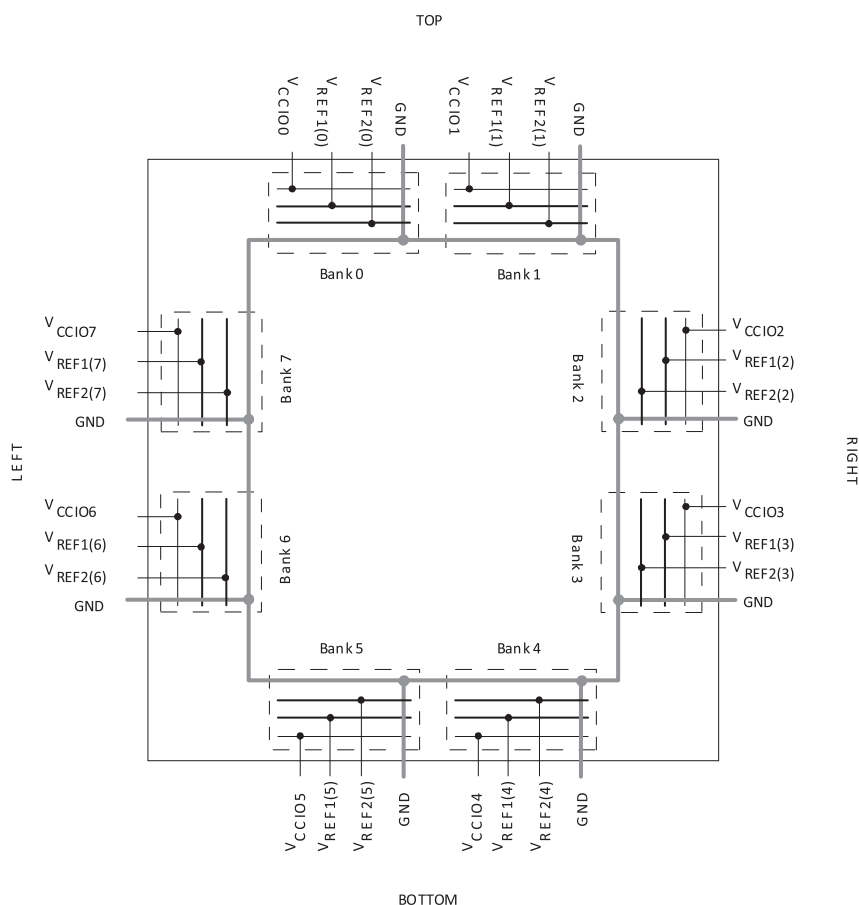 TOP
VCCIO0
VREF1(0)
VREF2(0)
GND
VCCIO1
VREF1(1)
VREF2(1)
GND
Bank 0
Bank 1
VCCIO7
VREF1(7)
VREF2(7)
GND
Bank 7
Bank 2
VCCIO2
VREF1(2)
VREF2(2)
GND
LEFT
RIGHT
VCCIO6
VREF1(6)
VREF2(6)
GND
Bank 6
Bank 3
VCCIO3
VREF1(3)
VREF2(3)
GND
Bank 5
Bank 4
VCCIO5
VREF1(5)
VREF2(5)
GND
VCCIO4
VREF1(4)
VREF2(4)
GND
BOTTOM